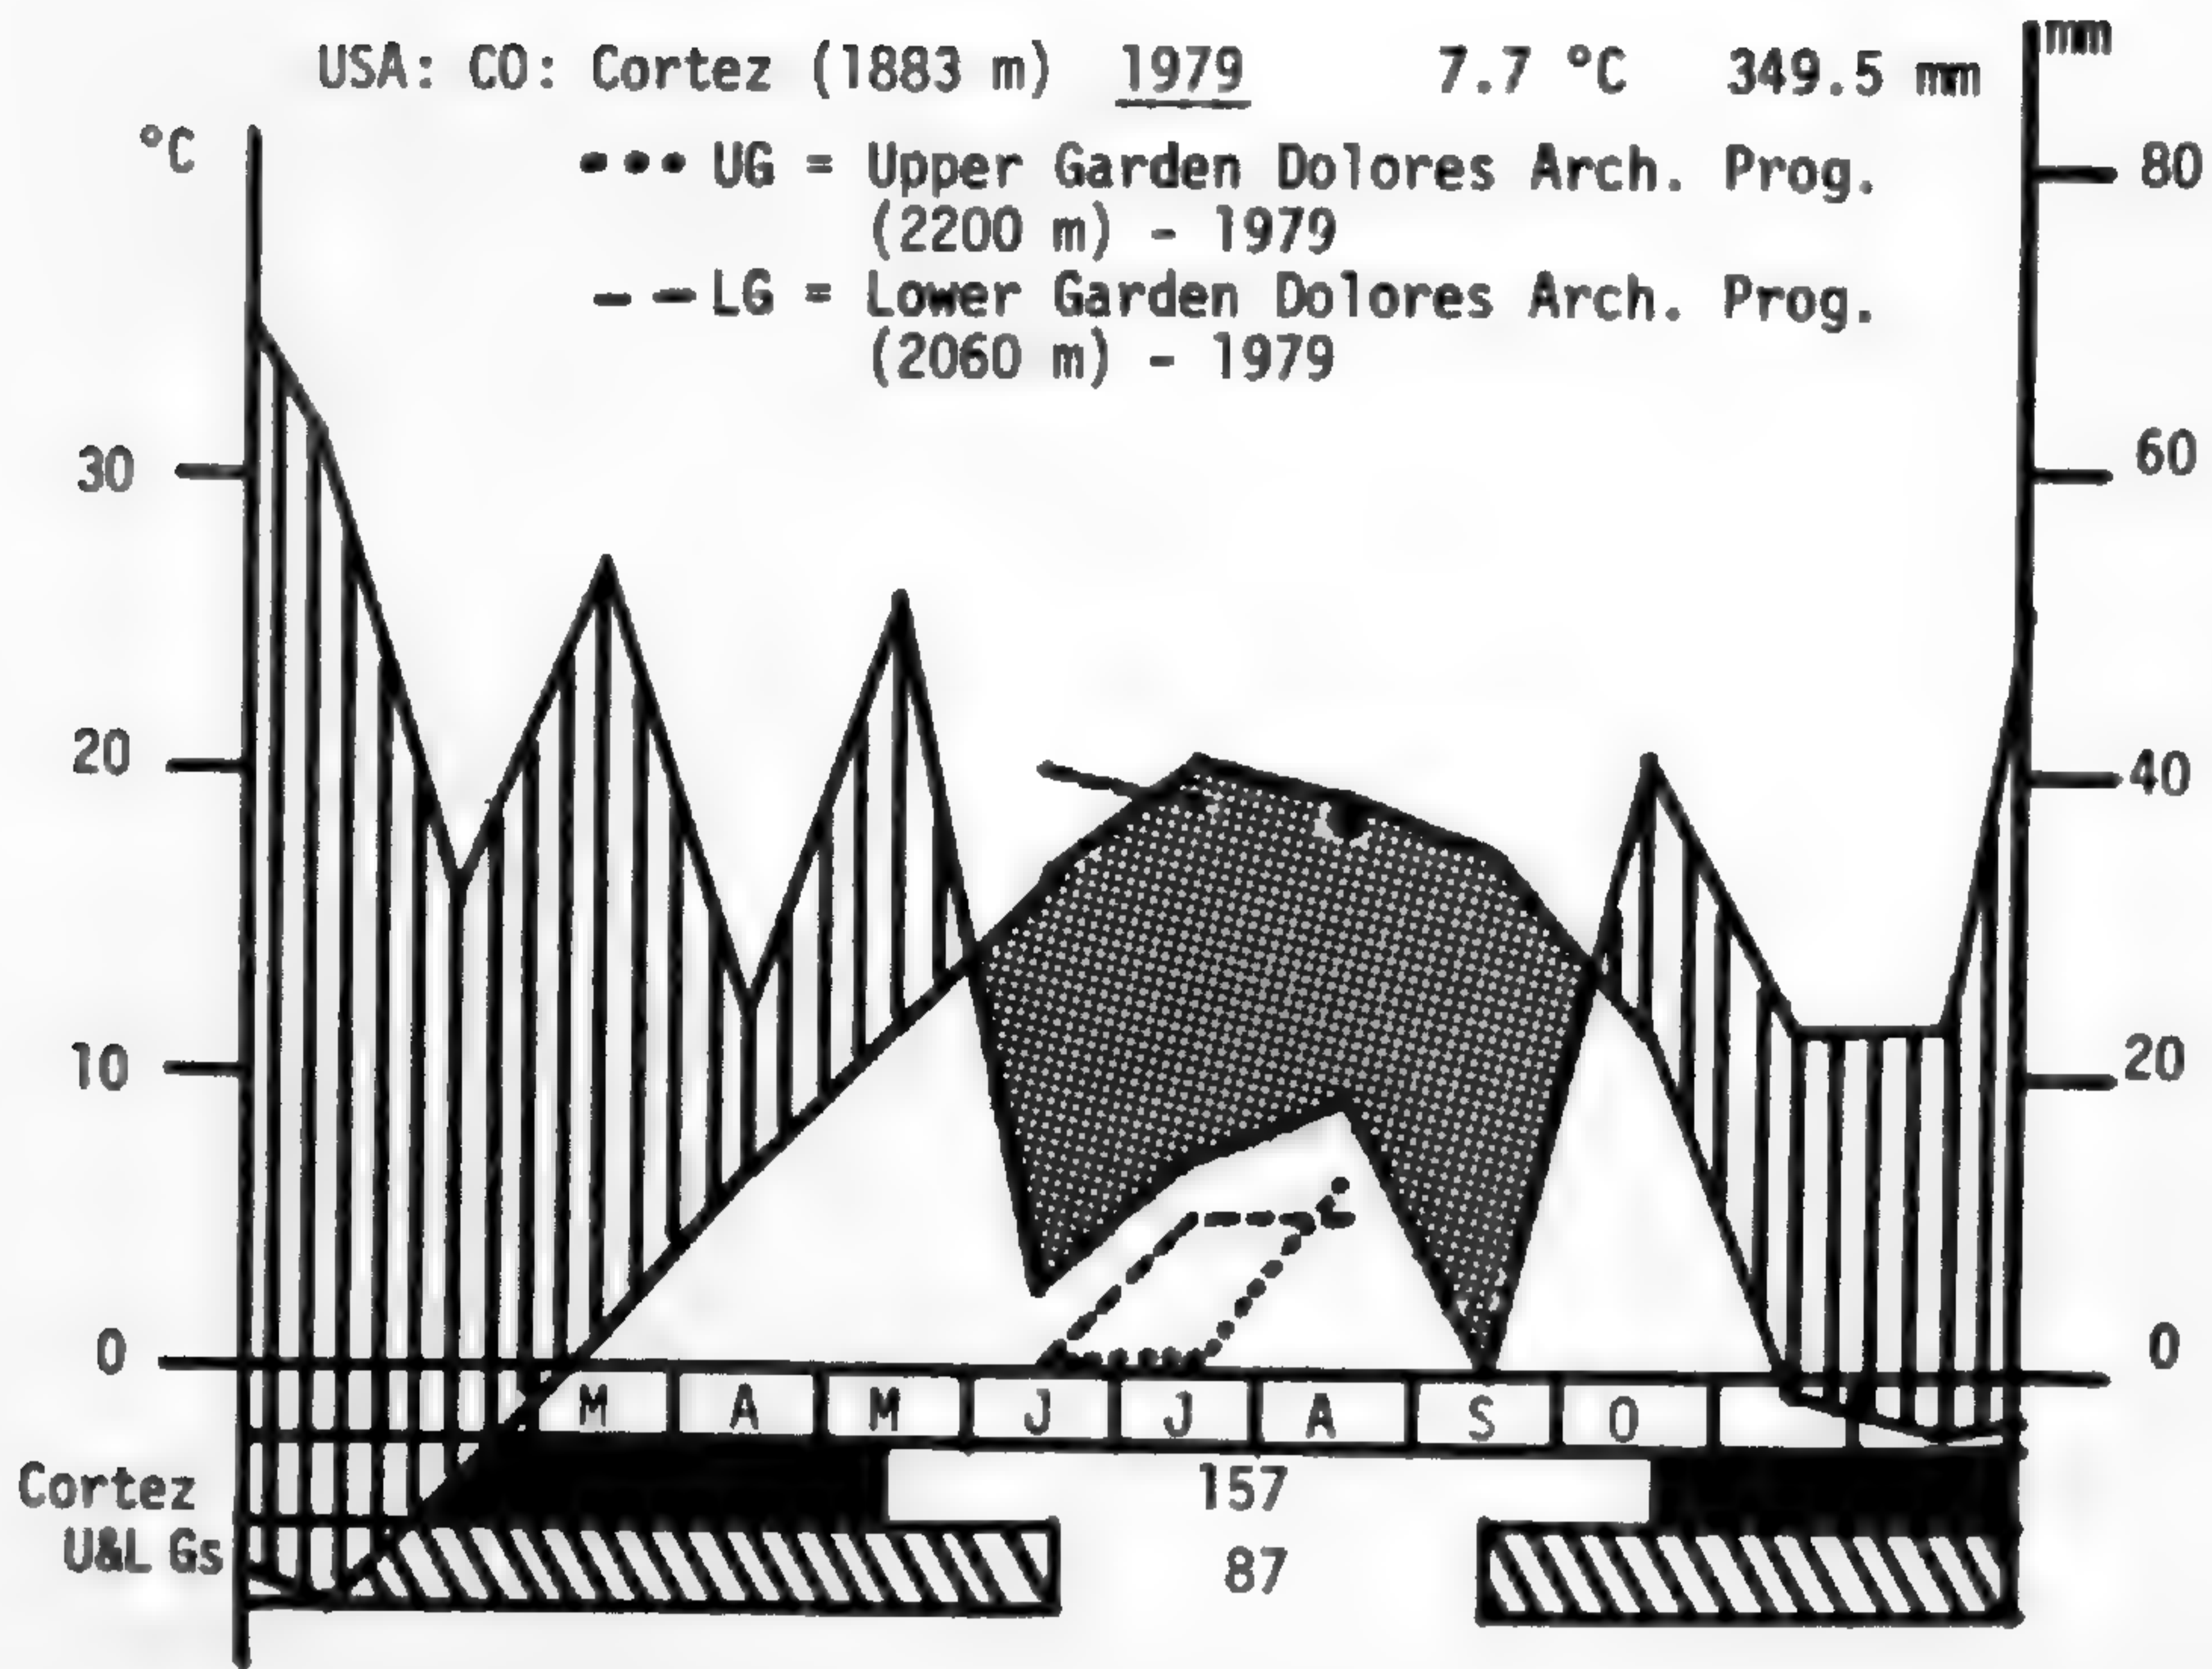 mm
USA: CO: Cortez (1883 m) 1979 7.7 °C 349.5 mm
°C
••• UG = Upper Garden Dolores Arch. Prog.
(2200 m) - 1979
– – LG = Lower Garden Dolores Arch. Prog.
(2060 m) - 1979
80
30
60
20
40
10
20
0
0
M A M J J A S O
Cortez 157
U&L Gs 87